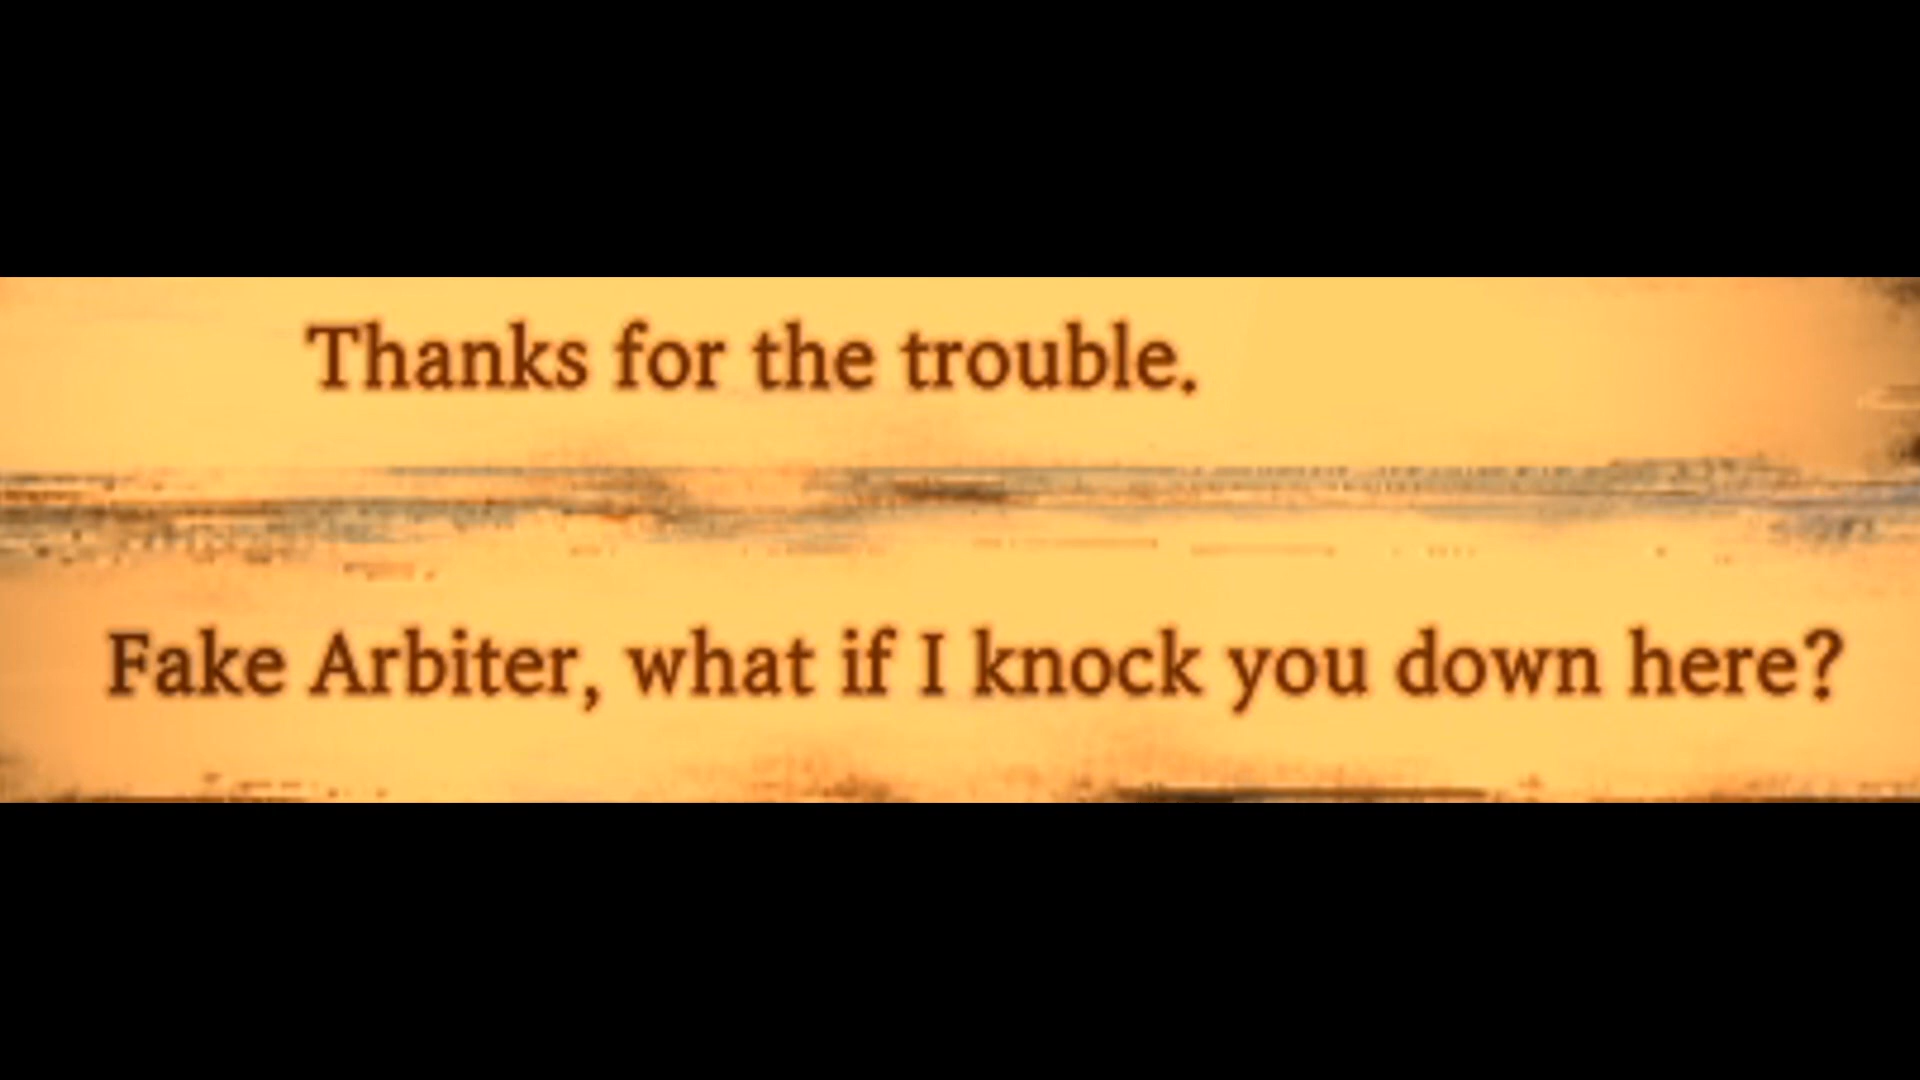 Thanks for the trouble.
Fake Arbiter, what if I knock you down here?